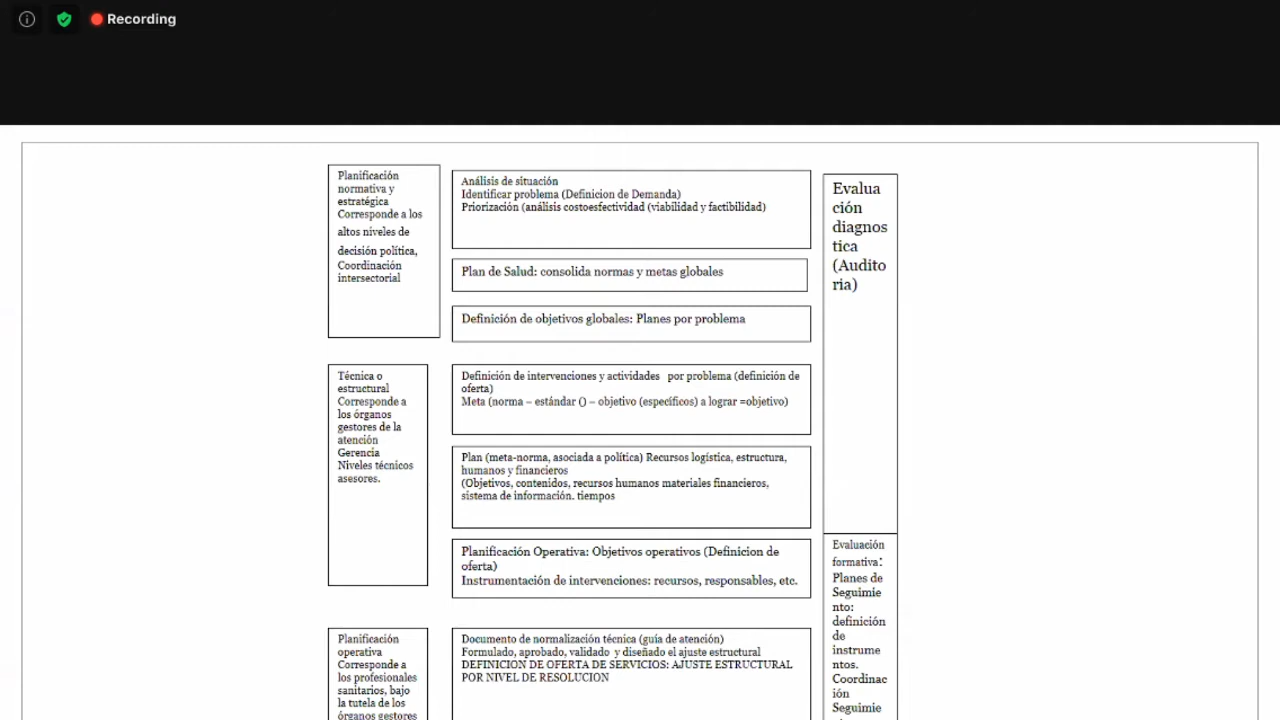 Recording
Planificación
normativa y
estratégica
Corresponde a los
altos niveles de
decisión política,
Coordinación
intersectorial
Análisis de situación
Identificar problema (Definicion de Demanda)
Priorización (análisis costoesfectividad (viabilidad y factibilidad)
Plan de Salud: consolida normas y metas globales
Definición de objetivos globales: Planes por problema
Evalua
ción
diagnos
tica
(Audito
ria)
Técnica o
estructural
Corresponde a
los órganos
gestores de la
atención
Gerencia
Niveles técnicos
asesores.
Definición de intervenciones y actividades por problema (definición de
oferta)
Meta (norma – estándar () – objetivo (específicos) a lograr =objetivo)
Plan (meta-norma, asociada a política) Recursos logística, estructura,
humanos y financieros
(Objetivos, contenidos, recursos humanos materiales financieros,
sistema de información. tiempos
Planificación Operativa: Objetivos operativos (Definicion de
oferta)
Instrumentación de intervenciones: recursos, responsables, etc.
Evaluación
formativa:
Planes de
Seguimie
nto:
definición
de
instrume
ntos.
Coordinac
ión
Seguimie
Planificación
operativa
Corresponde a
los profesionales
sanitarios, bajo
la tutela de los
órganos gestores
Documento de normalización técnica (guía de atención)
Formulado, aprobado, validado y diseñado el ajuste estructural
DEFINICION DE OFERTA DE SERVICIOS: AJUSTE ESTRUCTURAL
POR NIVEL DE RESOLUCION